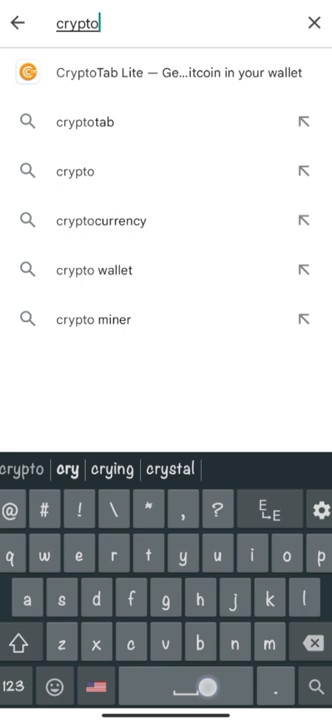 crypto
CryptoTab Lite — Ge...itcoin in your wallet
cryptotab
crypto
cryptocurrency
crypto wallet
crypto miner
crypto cry crying crystal
@ # ! \ " , ? E E
q w e r t y u i o p
a s d f g h j k l
z x c v b n m
123 .